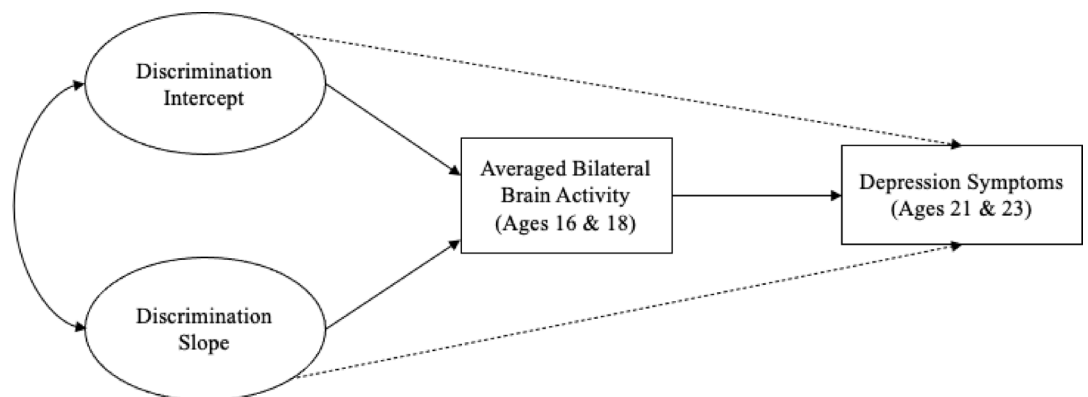 Discrimination
Intercept
Averaged Bilateral
Brain Activity
(Ages 16 & 18)
Depression Symptoms
(Ages 21 & 23)
Discrimination
Slope